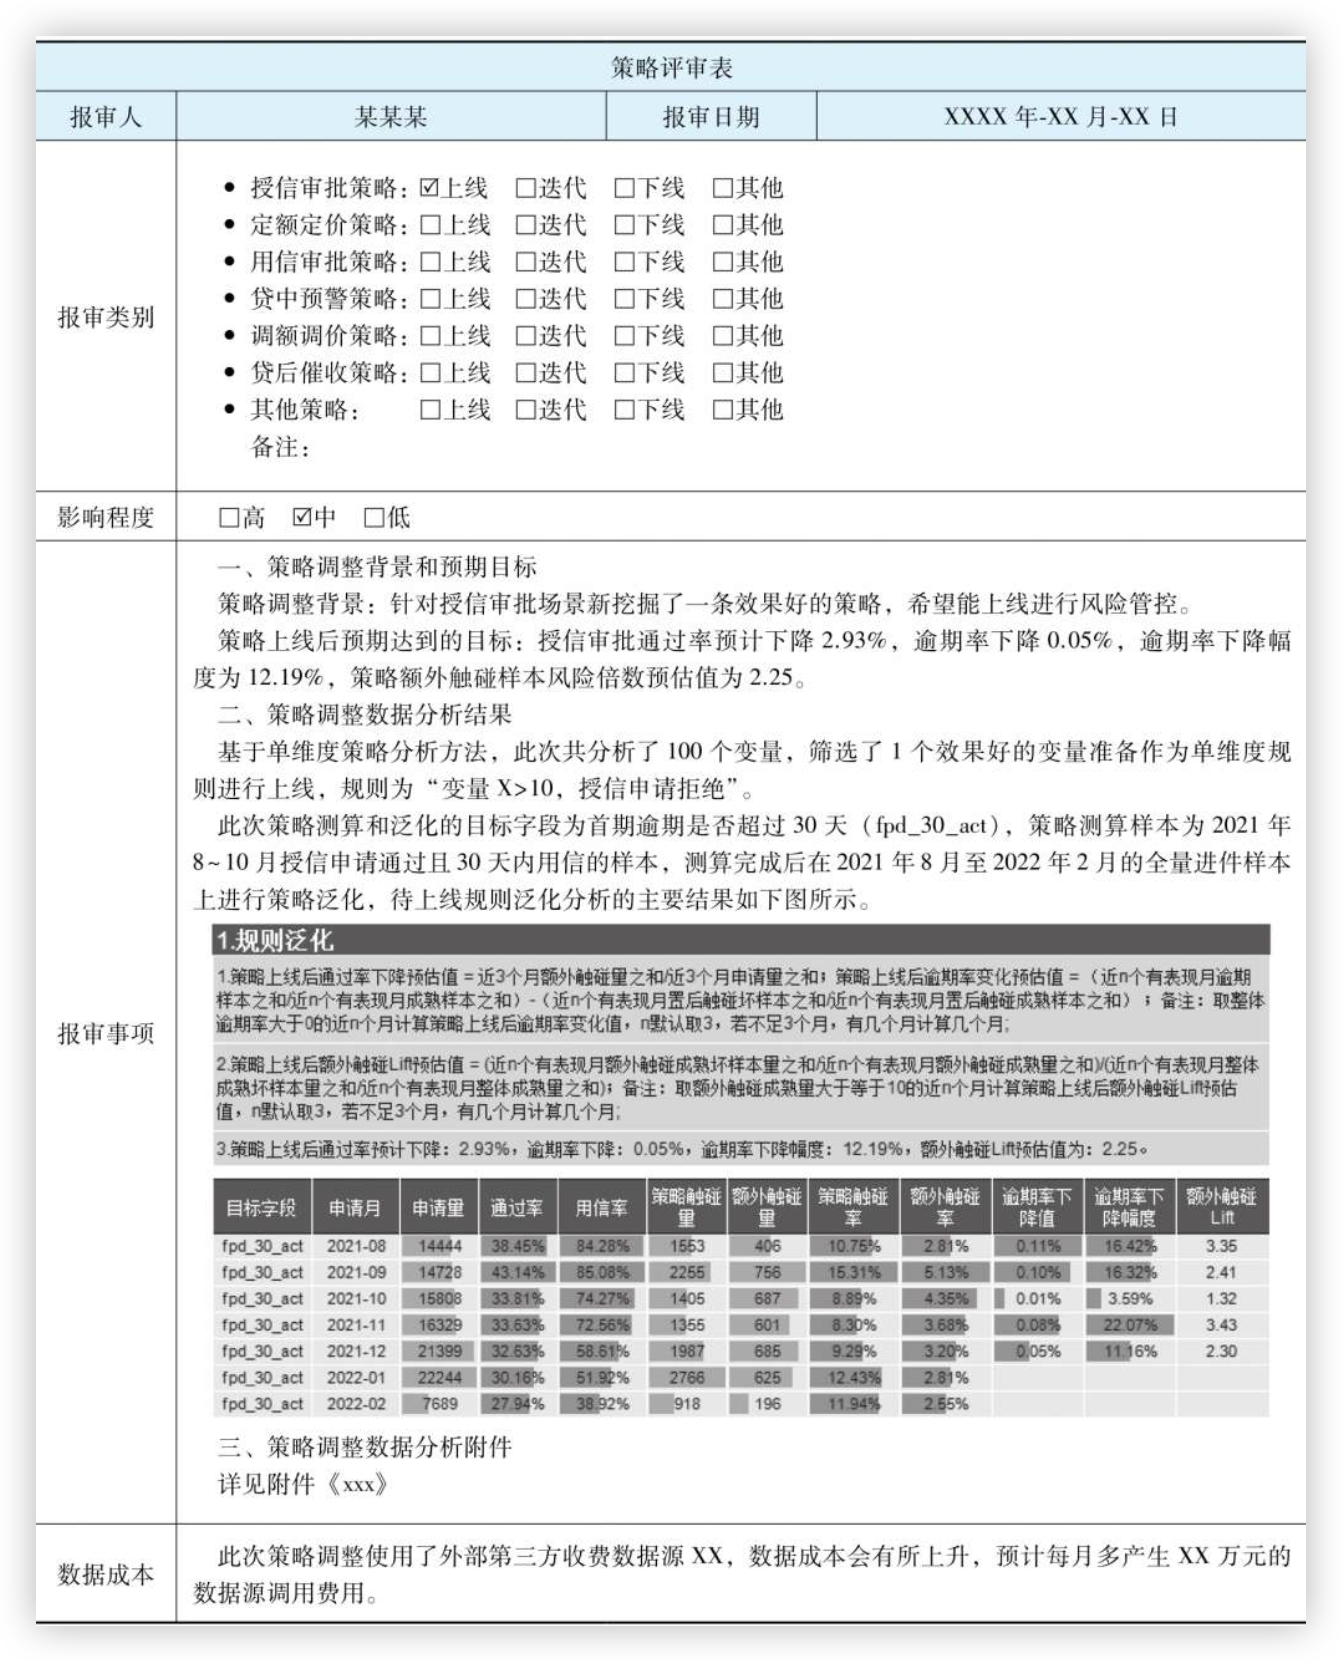 策略评审表
报审人 某某某 报审日期 XXXX 年-XX 月-XX 日
报审类别
• 授信审批策略：☑上线 □迭代 □下线 □其他
• 定额定价策略：□上线 □迭代 □下线 □其他
• 用信审批策略：□上线 □迭代 □下线 □其他
• 贷中预警策略：□上线 □迭代 □下线 □其他
• 调额调价策略：□上线 □迭代 □下线 □其他
• 贷后催收策略：□上线 □迭代 □下线 □其他
• 其他策略： □上线 □迭代 □下线 □其他
备注：
影响程度 □高 ☑中 □低
报审事项
一、策略调整背景和预期目标
策略调整背景：针对授信审批场景新挖掘了一条效果好的策略，希望能上线进行风险管控。
策略上线后预期达到的目标：授信审批通过率预计下降 2.93%，逾期率下降 0.05%，逾期率下降幅
度为 12.19%，策略额外触碰样本风险倍数预估值为 2.25。
二、策略调整数据分析结果
基于单维度策略分析方法，此次共分析了 100 个变量，筛选了 1 个效果好的变量准备作为单维度规
则进行上线，规则为“变量 X>10，授信申请拒绝”。
此次策略测算和泛化的目标字段为首期逾期是否超过 30 天（fpd_30_act），策略测算样本为 2021 年
8~10 月授信申请通过且 30 天内用信的样本，测算完成后在 2021 年 8 月至 2022 年 2 月的全量进件样本
上进行策略泛化，待上线规则泛化分析的主要结果如下图所示。
1.规则泛化
1.策略上线后通过率下降预估值 = 近3个月额外触碰量之和/近3个月申请量之和；策略上线后逾期率变化预估值 = （近n个有表现月逾期
样本之和/近n个有表现月成熟样本之和）-（近n个有表现月置后触碰坏样本之和/近n个有表现月置后触碰成熟样本之和）；备注：取整体
逾期率大于0的近n个月计算策略上线后逾期率变化值，n默认取3，若不足3个月，有几个月计算几个月;
2.策略上线后额外触碰Lift预估值 = (近n个有表现月额外触碰成熟坏样本量之和/近n个有表现月额外触碰成熟量之和)/(近n个有表现月整体
成熟坏样本量之和/近n个有表现月整体成熟量之和)；备注：取额外触碰成熟量大于等于10的近n个月计算策略上线后额外触碰Lift预估
值，n默认取3，若不足3个月，有几个月计算几个月;
3.策略上线后通过率预计下降：2.93%，逾期率下降：0.05%，逾期率下降幅度：12.19%，额外触碰Lift预估值为：2.25。
目标字段 申请月 申请量 通过率 用信率 策略触碰量 额外触碰量 策略触碰率 额外触碰率 逾期率下降值 逾期率下降幅度 额外触碰Lift
fpd_30_act 2021-08 14444 38.45% 84.28% 1553 406 10.75% 2.81% 0.11% 16.42% 3.35
fpd_30_act 2021-09 14728 43.14% 85.08% 2255 756 15.31% 5.13% 0.10% 16.32% 2.41
fpd_30_act 2021-10 15808 33.81% 74.27% 1405 687 8.89% 4.35% 0.01% 3.59% 1.32
fpd_30_act 2021-11 16329 33.63% 72.56% 1355 601 8.30% 3.68% 0.08% 22.07% 3.43
fpd_30_act 2021-12 21399 32.63% 58.61% 1987 685 9.29% 3.20% 0.05% 11.16% 2.30
fpd_30_act 2022-01 22244 30.16% 51.92% 2766 625 12.43% 2.81%
fpd_30_act 2022-02 7689 27.94% 38.92% 918 196 11.94% 2.55%
三、策略调整数据分析附件
详见附件《xxx》
数据成本
此次策略调整使用了外部第三方收费数据源 XX，数据成本会有所上升，预计每月多产生 XX 万元的
数据源调用费用。